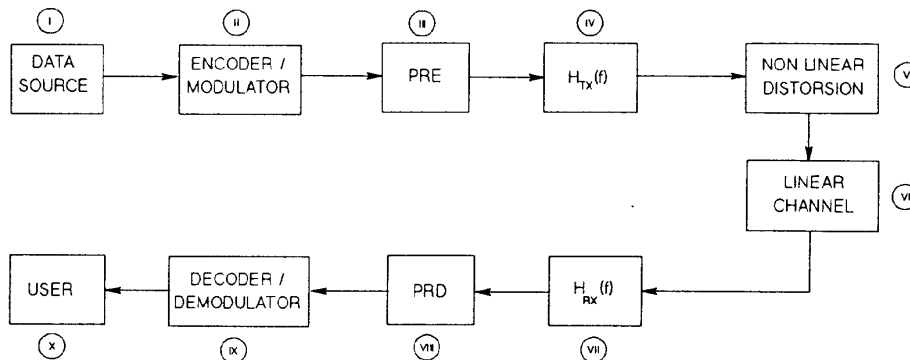 I
II
III
IV
DATA
SOURCE
ENCODER /
MODULATOR
PRE
H_TX(f)
NON LINEAR
DISTORSION
V
LINEAR
CHANNEL
VI
USER
DECODER /
DEMODULATOR
PRD
H_RX(f)
X
IX
VIII
VII